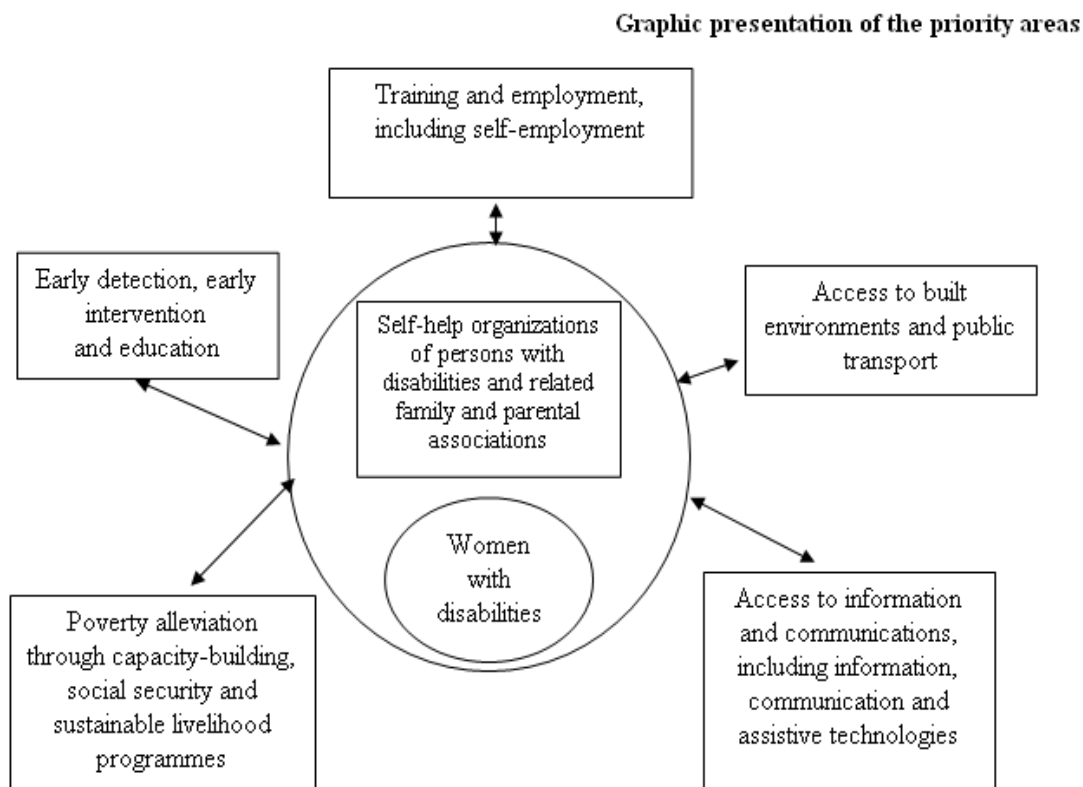 Graphic presentation of the priority areas
Training and employment,
including self-employment
Early detection, early
intervention
and education
Self-help organizations
of persons with
disabilities and related
family and parental
associations
Access to built
environments and public
transport
Women
with
disabilities
Poverty alleviation
through capacity-building,
social security and
sustainable livelihood
programmes
Access to information
and communications,
including information,
communication and
assistive technologies